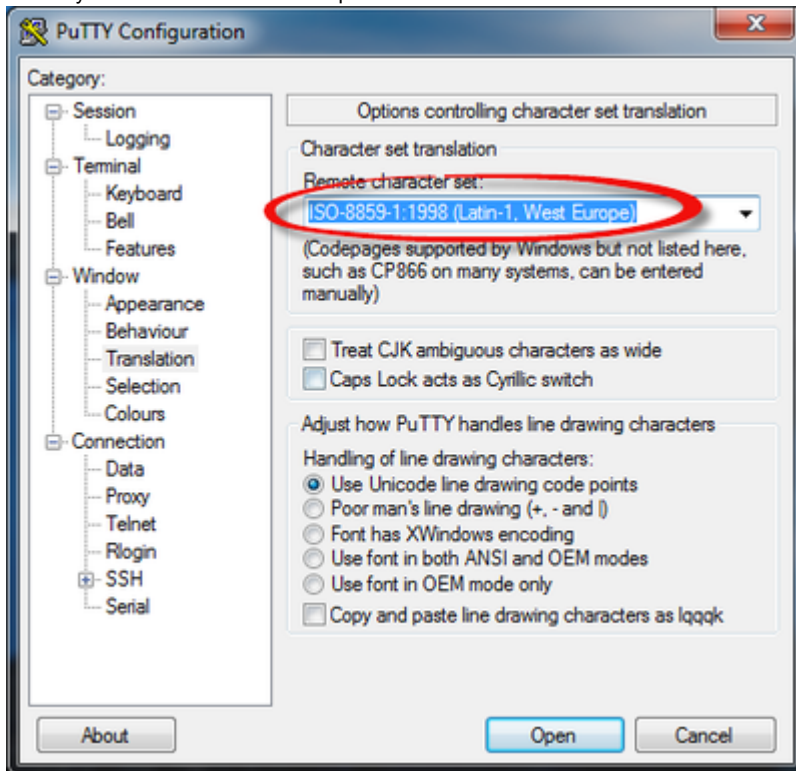 PuTTY Configuration
Category:
Session
Logging
Terminal
Keyboard
Bell
Features
Window
Appearance
Behaviour
Translation
Selection
Colours
Connection
Data
Proxy
Telnet
Rlogin
SSH
Serial
Options controlling character set translation
Character set translation
Remote character set:
ISO-8859-1:1998 (Latin-1, West Europe)
(Codepages supported by Windows but not listed here,
such as CP866 on many systems, can be entered
manually)
Treat CJK ambiguous characters as wide
Caps Lock acts as Cyrillic switch
Adjust how PuTTY handles line drawing characters
Handling of line drawing characters:
Use Unicode line drawing code points
Poor man's line drawing (+, - and |)
Font has XWindows encoding
Use font in both ANSI and OEM modes
Use font in OEM mode only
Copy and paste line drawing characters as lqqqk
About
Open
Cancel